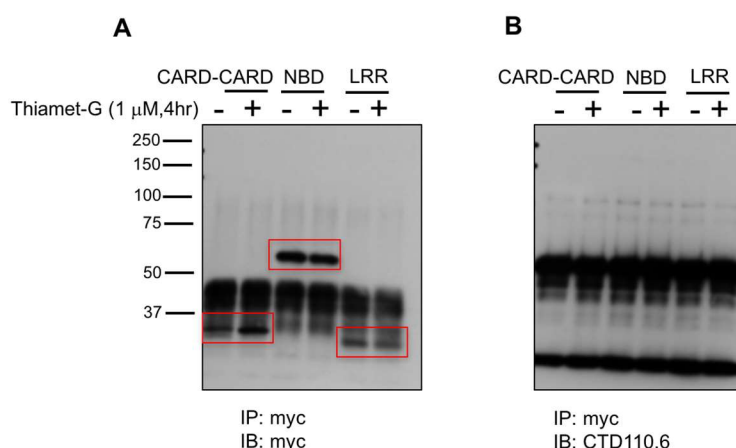 A
CARD-CARD NBD LRR
Thiamet-G (1 µM,4hr) - + - + - +
250
150
100
75
50
37
IP: myc
IB: myc
B
CARD-CARD NBD LRR
- + - + - +
IP: myc
IB: CTD110.6